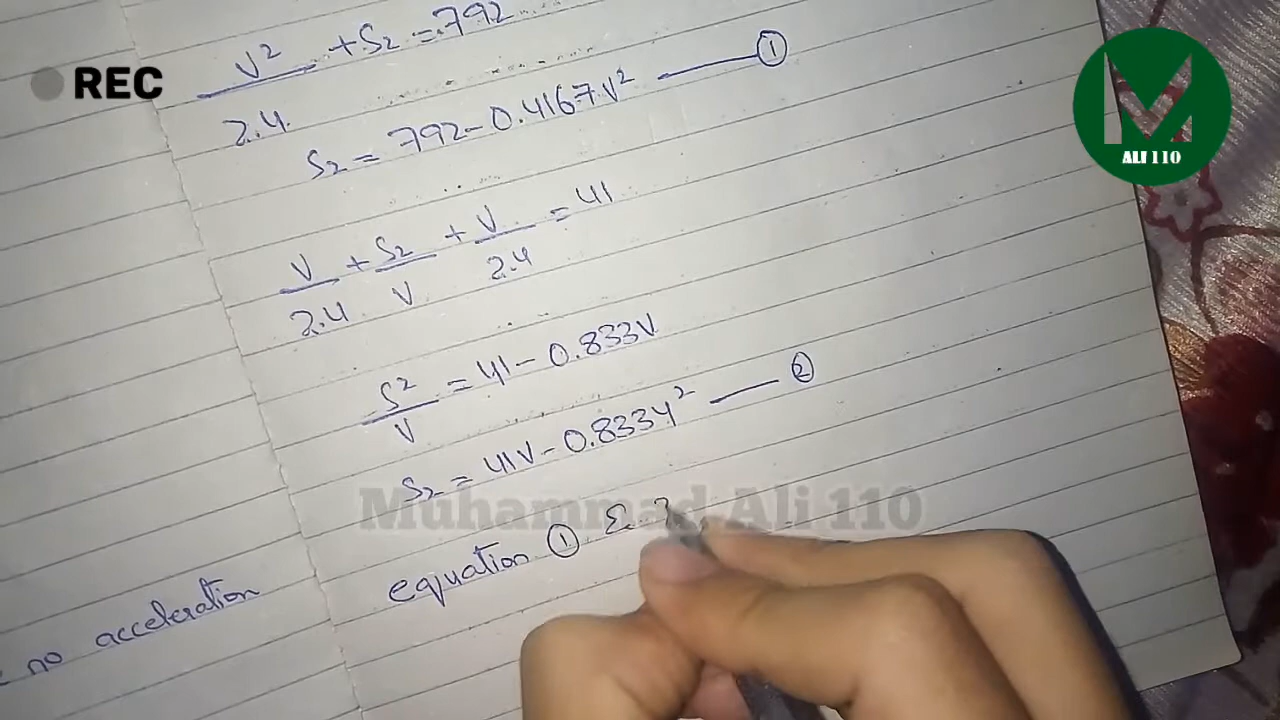 REC
V²/2.4 + S₂ = 792
S₂ = 792 - 0.4167V² —— ①
V/2.4 + S₂/V + V/2.4 = 41
S²/V = 41 - 0.833V
S₂ = 41V - 0.833V² —— ②
equation ① &
no acceleration
M
ALI 110
Muhammad Ali 110